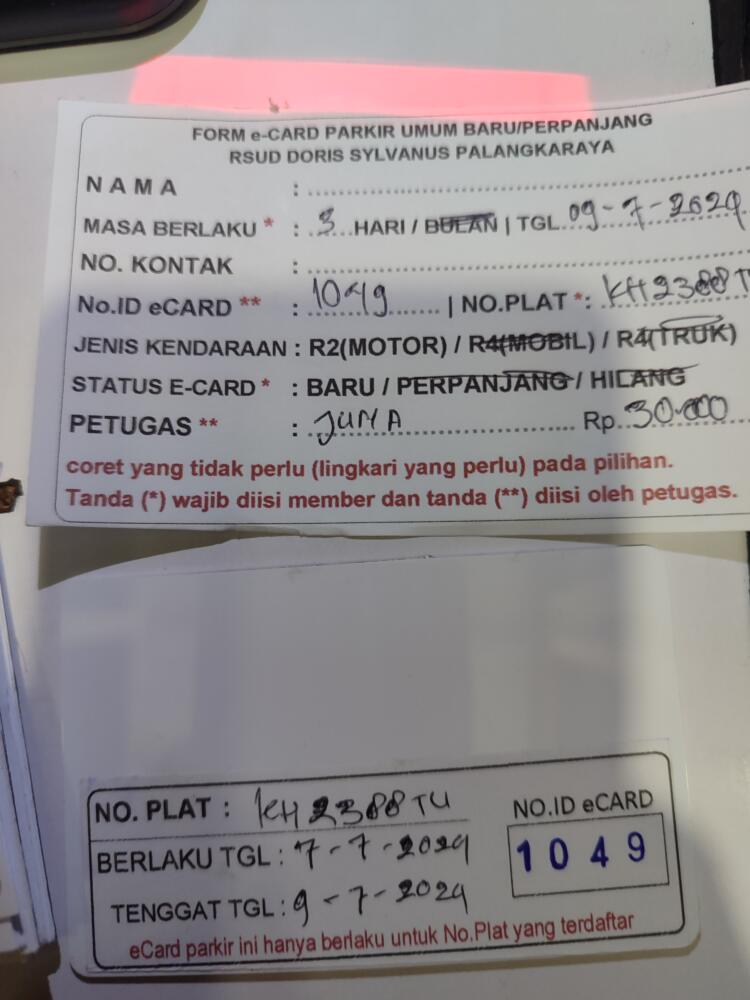 FORM e-CARD PARKIR UMUM BARU/PERPANJANG
RSUD DORIS SYLVANUS PALANGKARAYA
NAMA :
MASA BERLAKU * : 3 HARI / BULAN | TGL 09-7-2024
NO. KONTAK :
No.ID eCARD ** : 1049 | NO.PLAT *: KH 2388 TU
JENIS KENDARAAN : R2(MOTOR) / R4(MOBIL) / R4(TRUK)
STATUS E-CARD * : BARU / PERPANJANG / HILANG
PETUGAS ** : JUMA Rp. 30.000
coret yang tidak perlu (lingkari yang perlu) pada pilihan.
Tanda (*) wajib diisi member dan tanda (**) diisi oleh petugas.
NO. PLAT : KH 2388 TU
NO.ID eCARD
BERLAKU TGL : 7-7-2024
1049
TENGGAT TGL : 9-7-2024
eCard parkir ini hanya berlaku untuk No.Plat yang terdaftar